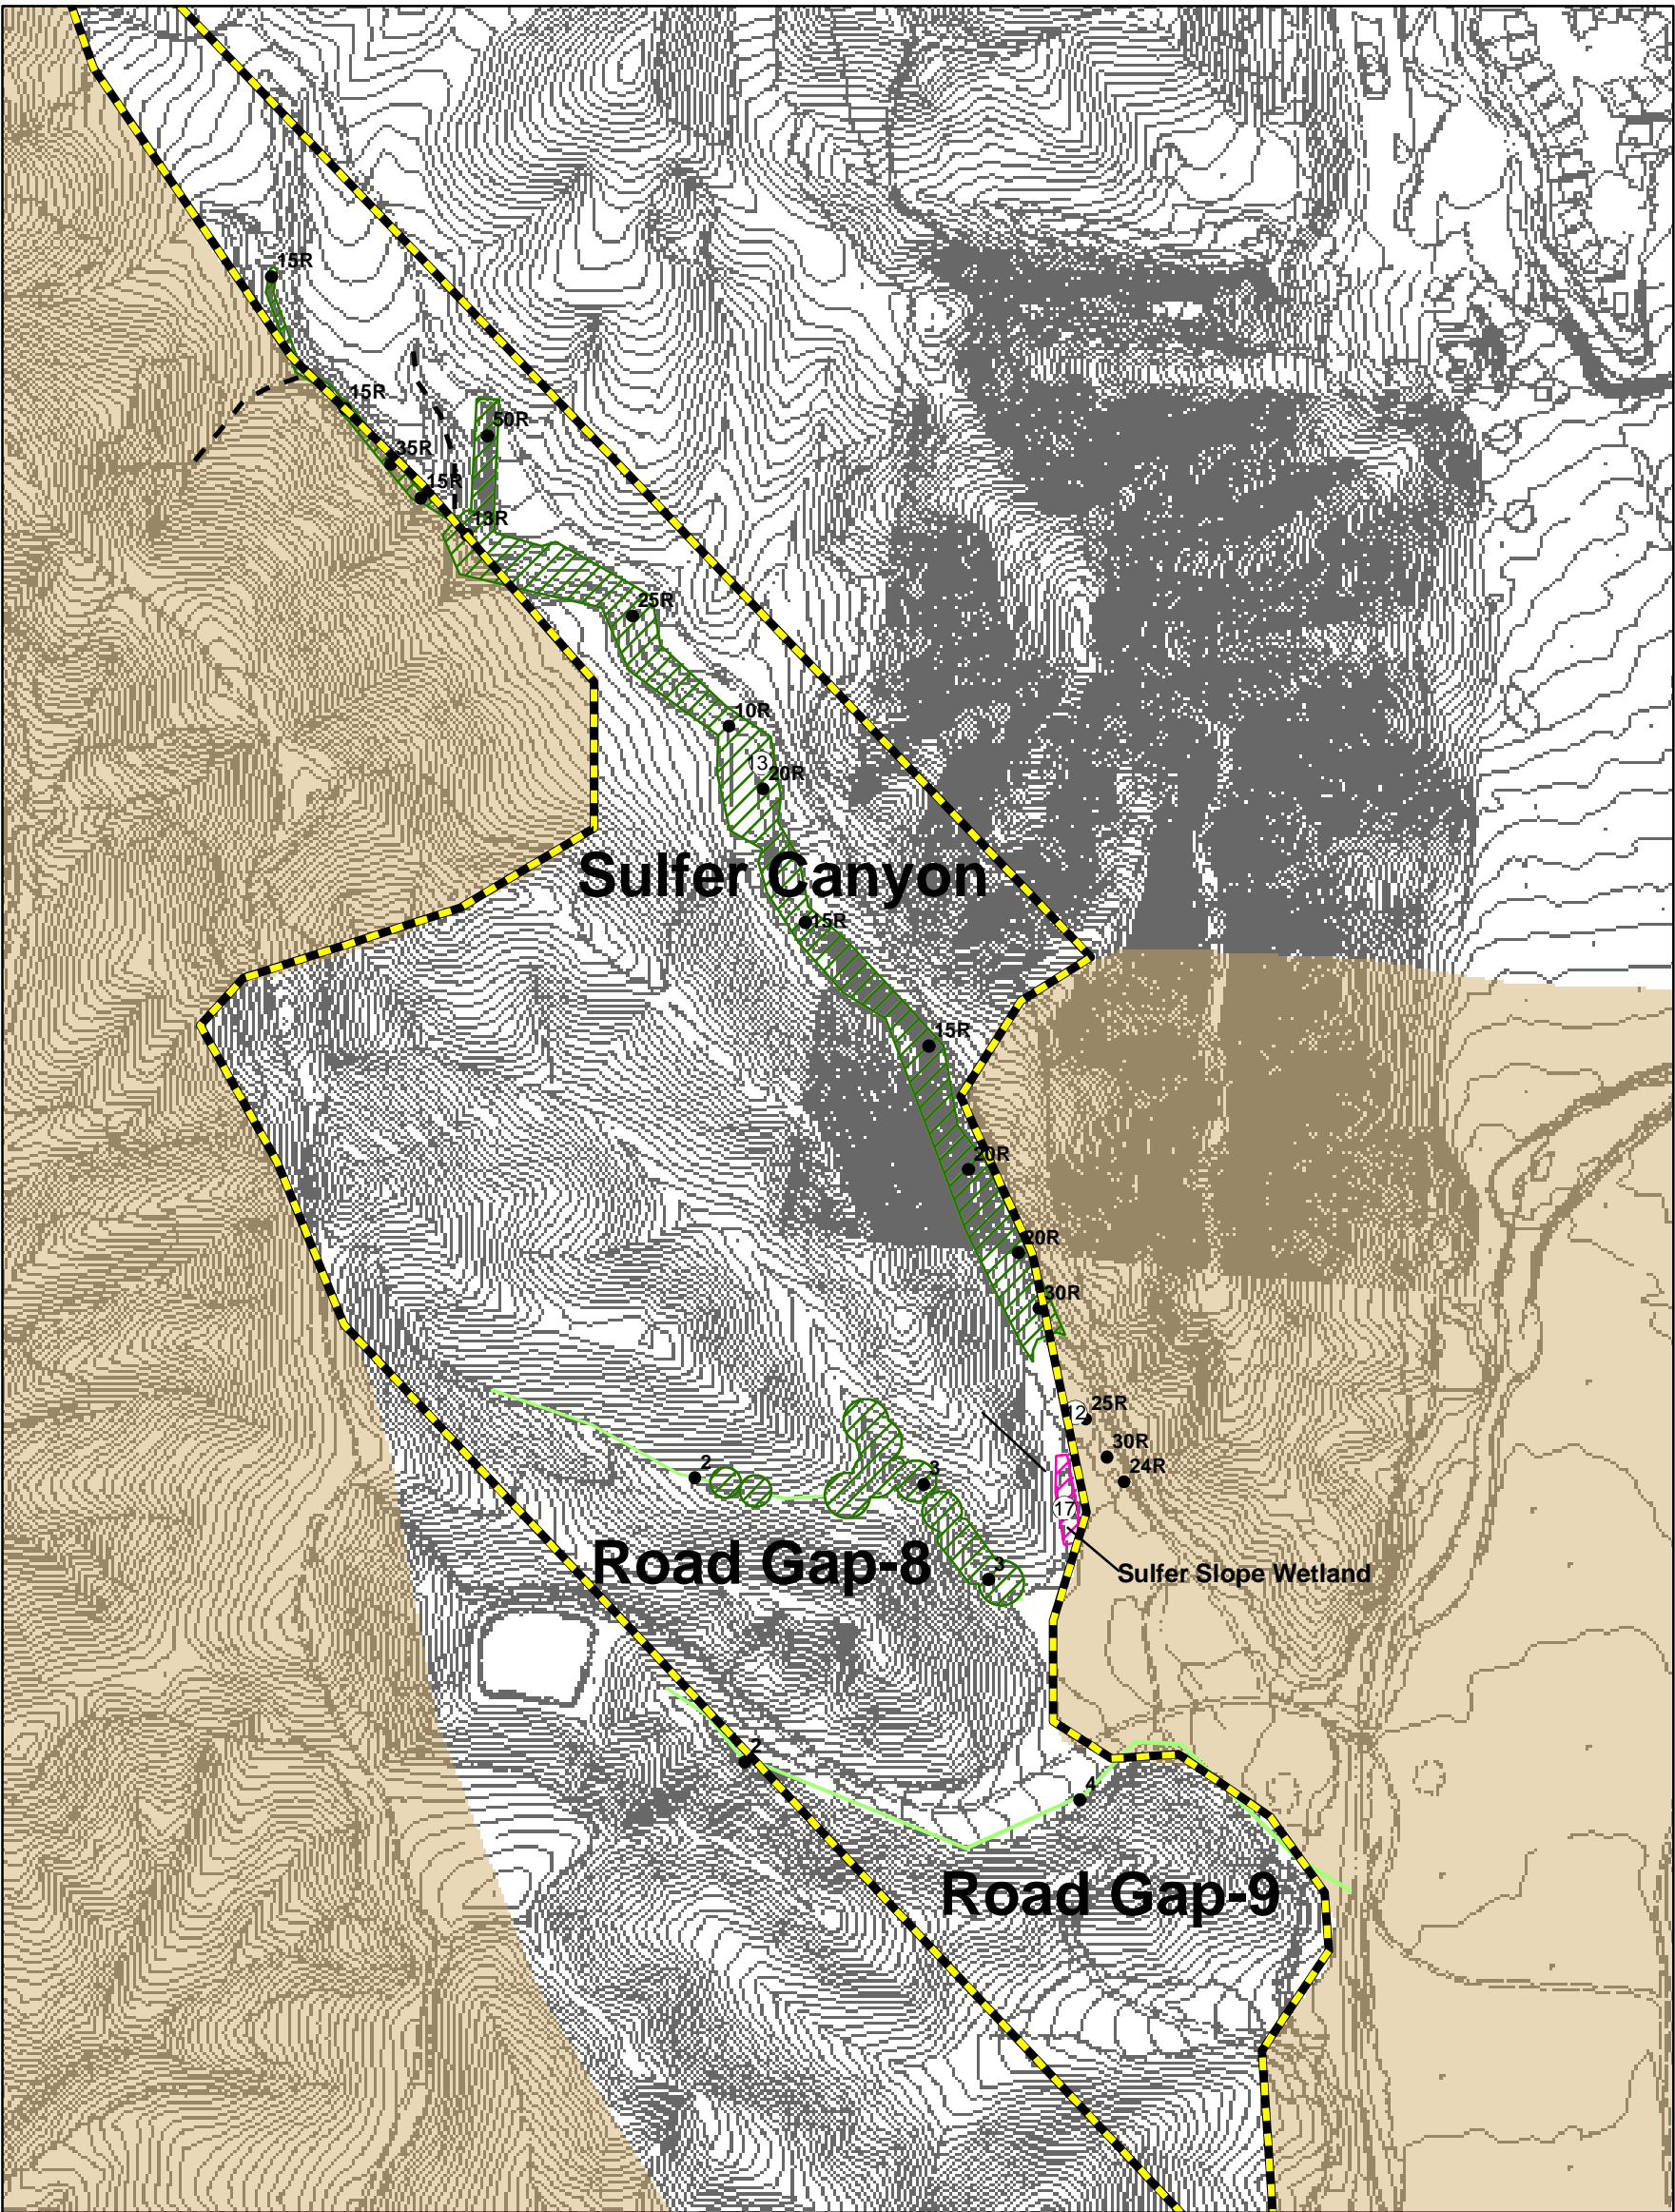 15R
15R
50R
35R
15R
13R
25R
10R
13
20R
Sulfer Canyon
15R
15R
20R
20R
30R
12
25R
30R
24R
2
3
17
Road Gap-8
3
Sulfer Slope Wetland
2
4
Road Gap-9